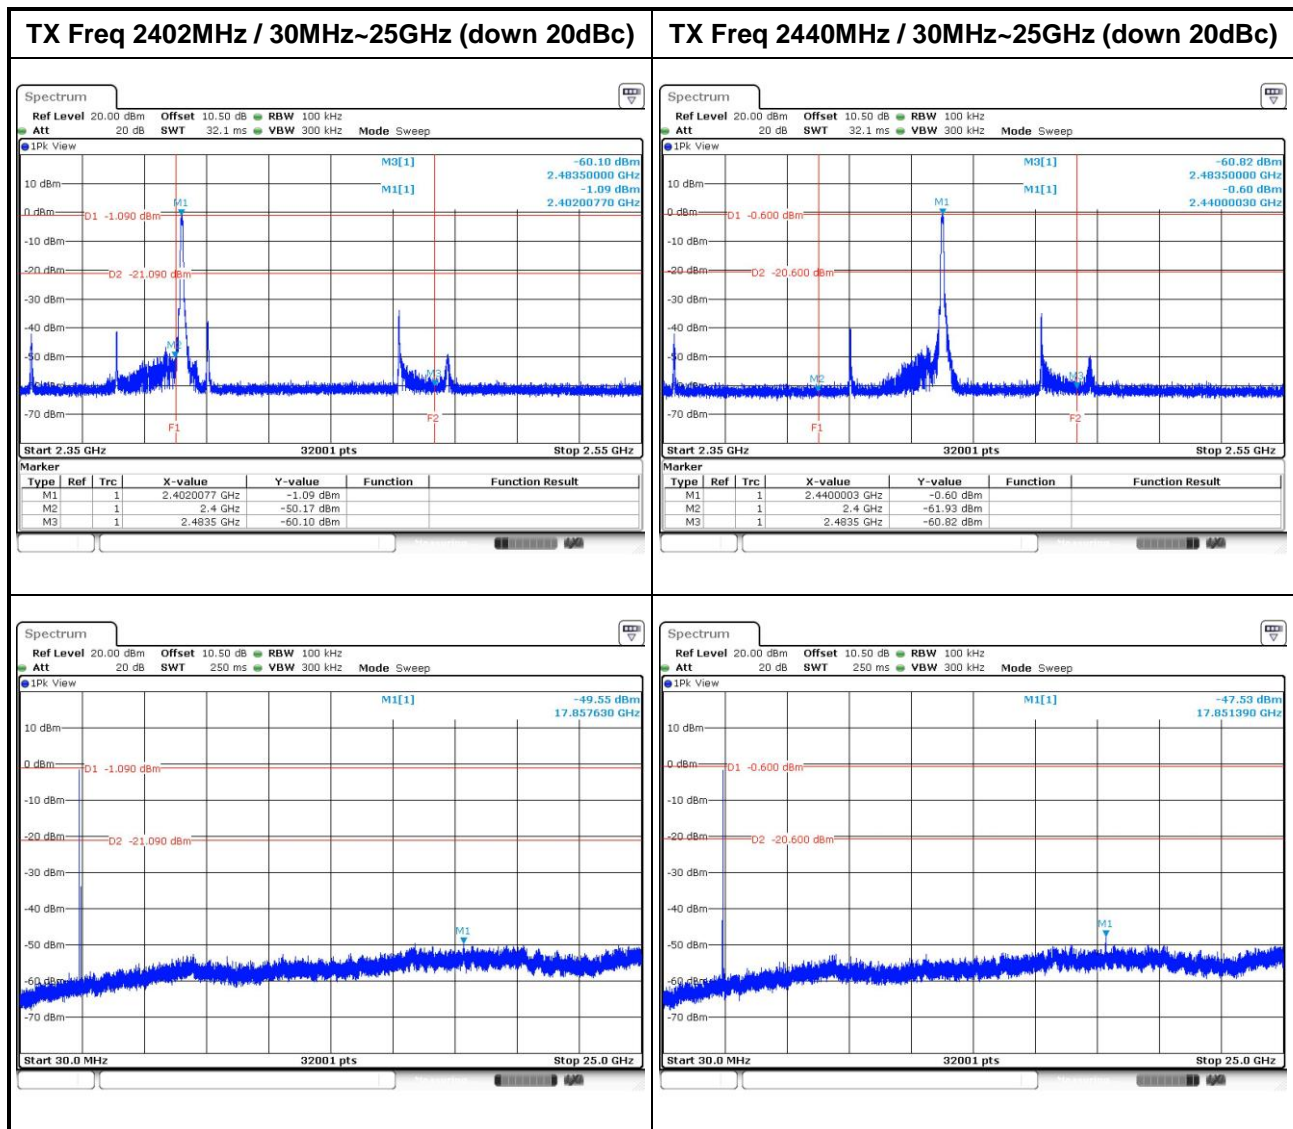 TX Freq 2402MHz / 30MHz~25GHz (down 20dBc)
TX Freq 2440MHz / 30MHz~25GHz (down 20dBc)
Spectrum
Ref Level 20.00 dBm Offset 10.50 dB RBW 100 kHz
Att 20 dB SWT 32.1 ms VBW 300 kHz Mode Sweep
1Pk View
M3[1] -60.10 dBm
2.48350000 GHz
10 dBm
M1[1] -1.09 dBm
2.40200770 GHz
M1
0 dBm
D1 -1.090 dBm
-10 dBm
-20 dBm
D2 -21.090 dBm
-30 dBm
-40 dBm
M2
-50 dBm
M3
-60 dBm
-70 dBm
F1
F2
Start 2.35 GHz 32001 pts Stop 2.55 GHz
Marker
Type Ref Trc X-value Y-value Function Function Result
M1 1 2.4020077 GHz -1.09 dBm
M2 1 2.4 GHz -50.17 dBm
M3 1 2.4835 GHz -60.10 dBm
Spectrum
Ref Level 20.00 dBm Offset 10.50 dB RBW 100 kHz
Att 20 dB SWT 32.1 ms VBW 300 kHz Mode Sweep
1Pk View
M3[1] -60.82 dBm
2.48350000 GHz
10 dBm
M1[1] -0.60 dBm
2.44000030 GHz
M1
0 dBm
D1 -0.600 dBm
-10 dBm
-20 dBm
D2 -20.600 dBm
-30 dBm
-40 dBm
-50 dBm
M2
M3
-60 dBm
-70 dBm
F1
F2
Start 2.35 GHz 32001 pts Stop 2.55 GHz
Marker
Type Ref Trc X-value Y-value Function Function Result
M1 1 2.4400003 GHz -0.60 dBm
M2 1 2.4 GHz -61.93 dBm
M3 1 2.4835 GHz -60.82 dBm
Spectrum
Ref Level 20.00 dBm Offset 10.50 dB RBW 100 kHz
Att 20 dB SWT 250 ms VBW 300 kHz Mode Sweep
1Pk View
M1[1] -49.55 dBm
17.857630 GHz
10 dBm
0 dBm
D1 -1.090 dBm
-10 dBm
-20 dBm
D2 -21.090 dBm
-30 dBm
-40 dBm
M1
-50 dBm
-60 dBm
-70 dBm
Start 30.0 MHz 32001 pts Stop 25.0 GHz
Spectrum
Ref Level 20.00 dBm Offset 10.50 dB RBW 100 kHz
Att 20 dB SWT 250 ms VBW 300 kHz Mode Sweep
1Pk View
M1[1] -47.53 dBm
17.851390 GHz
10 dBm
0 dBm
D1 -0.600 dBm
-10 dBm
-20 dBm
D2 -20.600 dBm
-30 dBm
-40 dBm
M1
-50 dBm
-60 dBm
-70 dBm
Start 30.0 MHz 32001 pts Stop 25.0 GHz